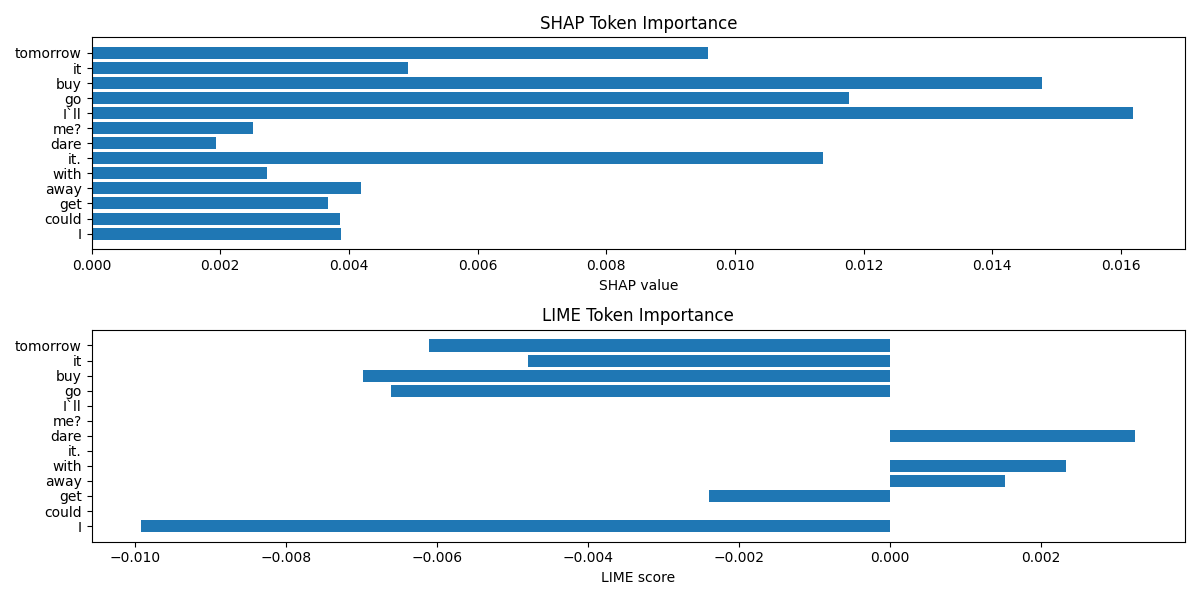 SHAP Token Importance
tomorrow
it
buy
go
I`ll
me?
dare
it.
with
away
get
could
I
0.000 0.002 0.004 0.006 0.008 0.010 0.012 0.014 0.016
SHAP value
LIME Token Importance
tomorrow
it
buy
go
I`ll
me?
dare
it.
with
away
get
could
I
−0.010 −0.008 −0.006 −0.004 −0.002 0.000 0.002
LIME score